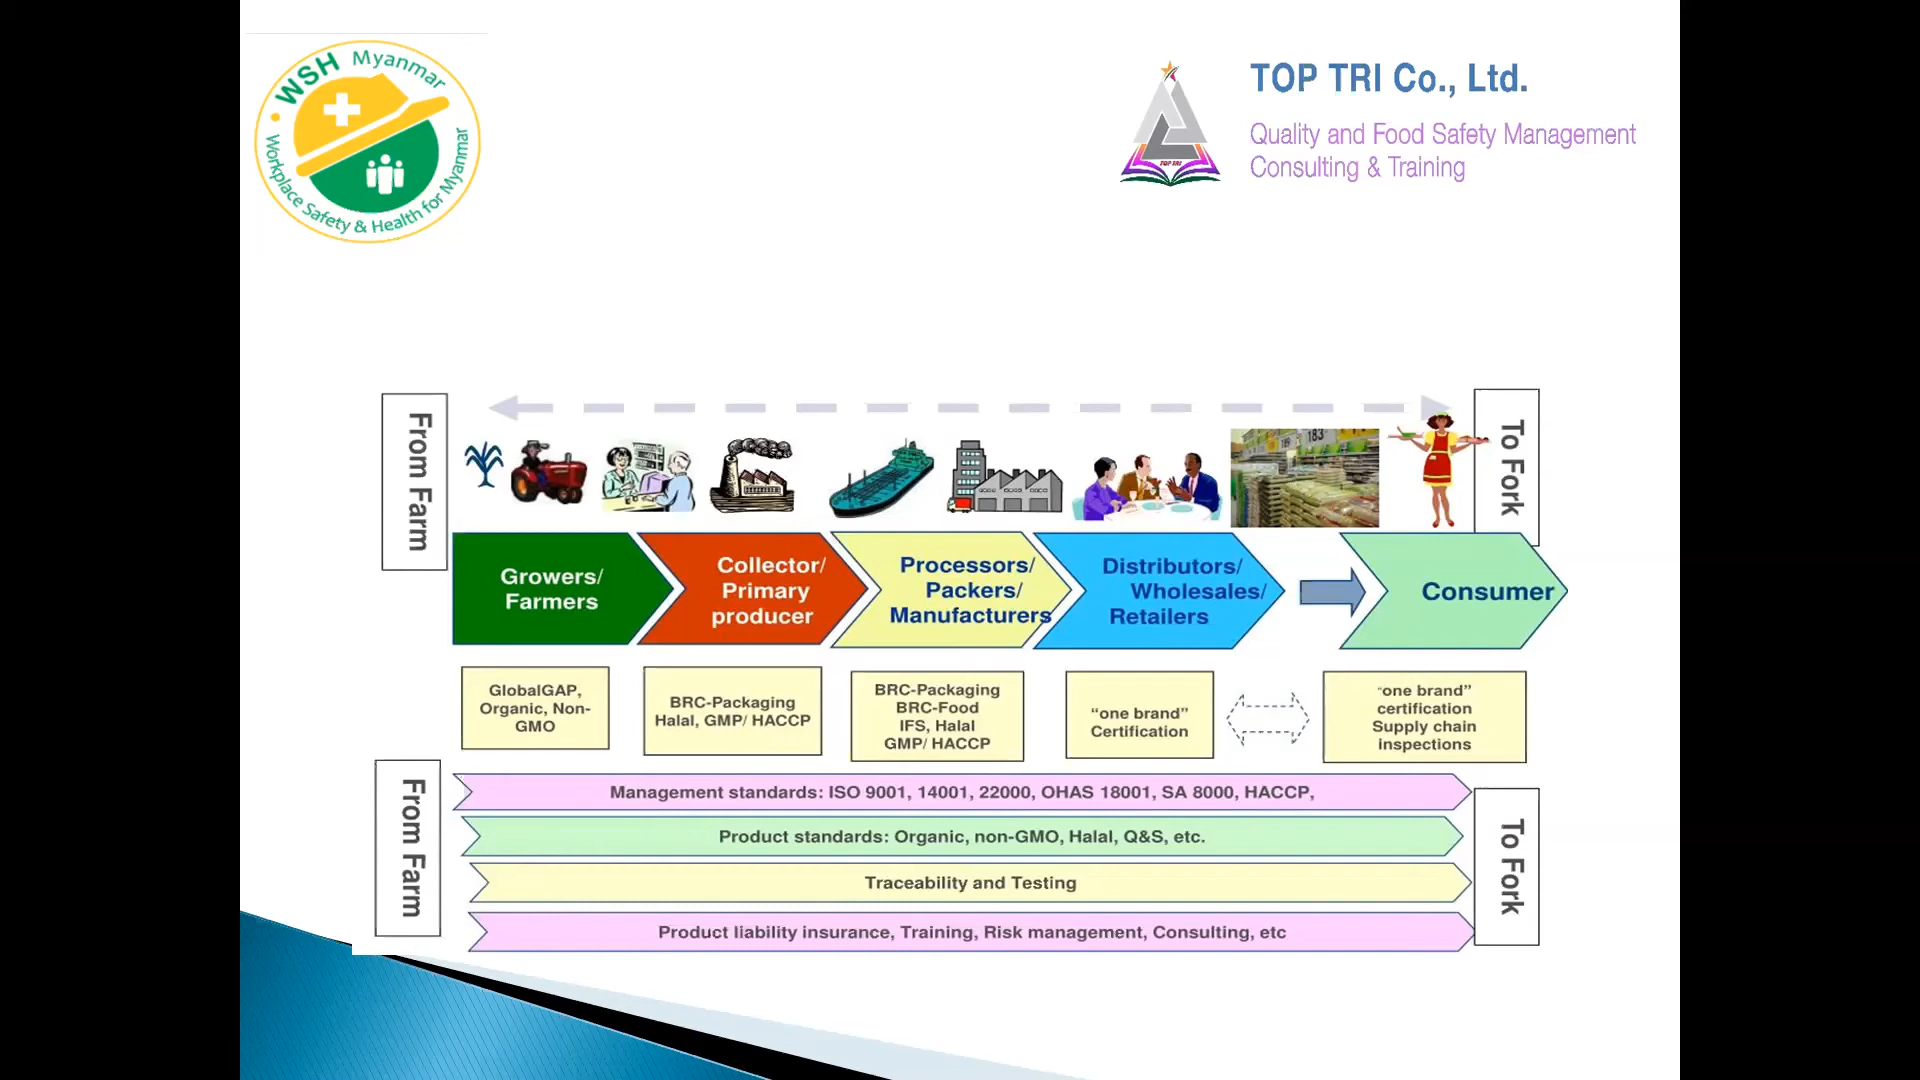 WSH Myanmar
Workplace Safety & Health for Myanmar
TOP TRI
TOP TRI Co., Ltd.
Quality and Food Safety Management
Consulting & Training
From Farm
To Fork
189
183
Growers/
Farmers
Collector/
Primary
producer
Processors/
Packers/
Manufacturers
Distributors/
Wholesales/
Retailers
Consumer
GlobalGAP,
Organic, Non-
GMO
BRC-Packaging
Halal, GMP/ HACCP
BRC-Packaging
BRC-Food
IFS, Halal
GMP/ HACCP
“one brand”
Certification
“one brand”
certification
Supply chain
inspections
From Farm
To Fork
Management standards: ISO 9001, 14001, 22000, OHAS 18001, SA 8000, HACCP,
Product standards: Organic, non-GMO, Halal, Q&S, etc.
Traceability and Testing
Product liability insurance, Training, Risk management, Consulting, etc